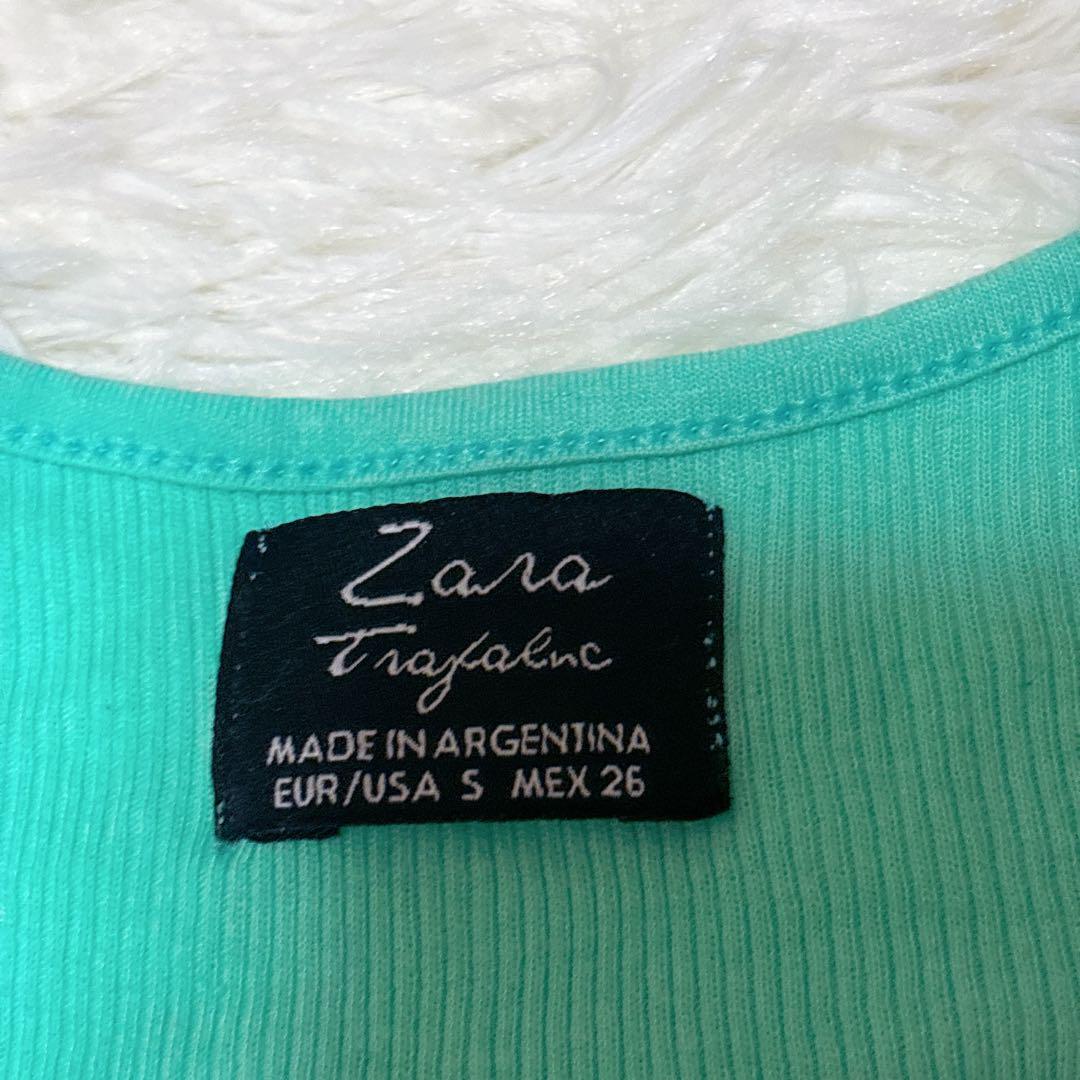 Zara
Trafaluc
MADE IN ARGENTINA
EUR/USA S MEX 26